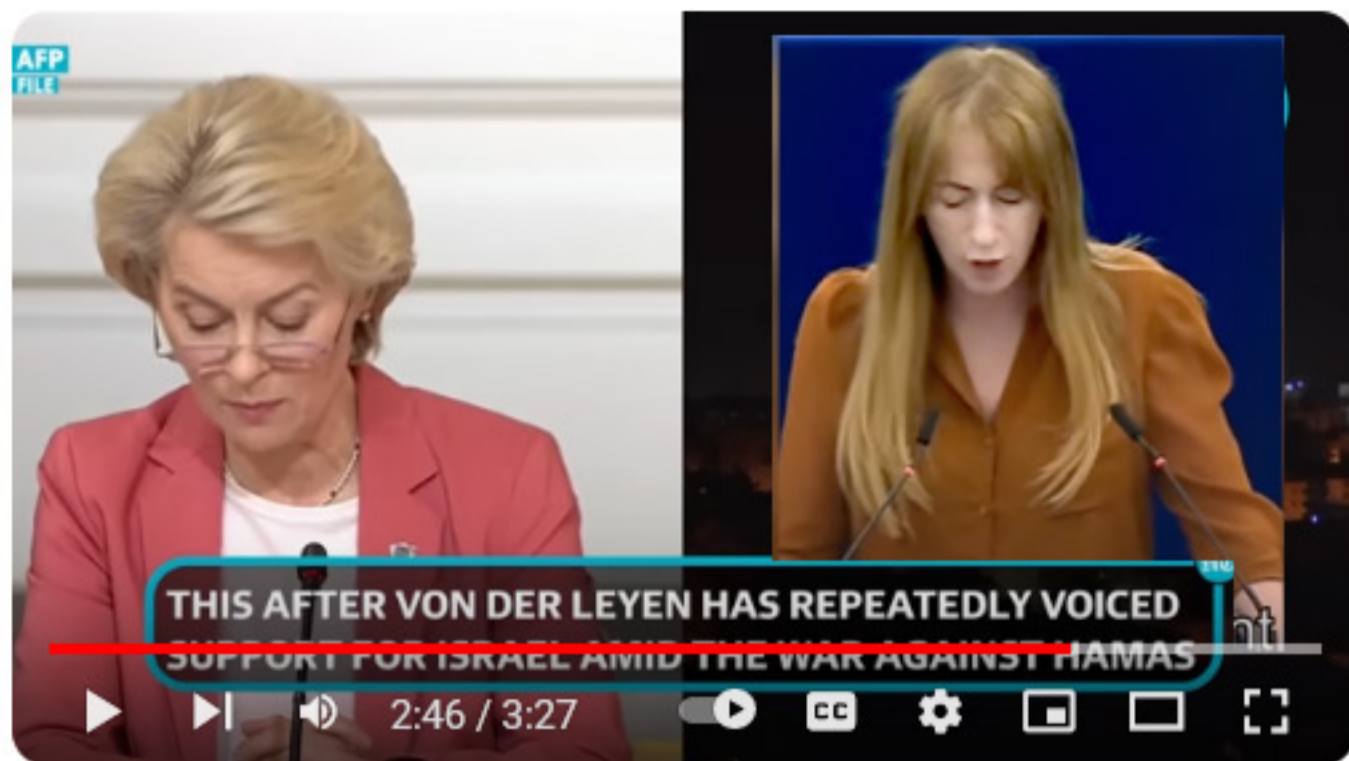 AFP
FILE
THIS AFTER VON DER LEYEN HAS REPEATEDLY VOICED
SUPPORT FOR ISRAEL AMID THE WAR AGAINST HAMAS
nt
2:46 / 3:27
CC